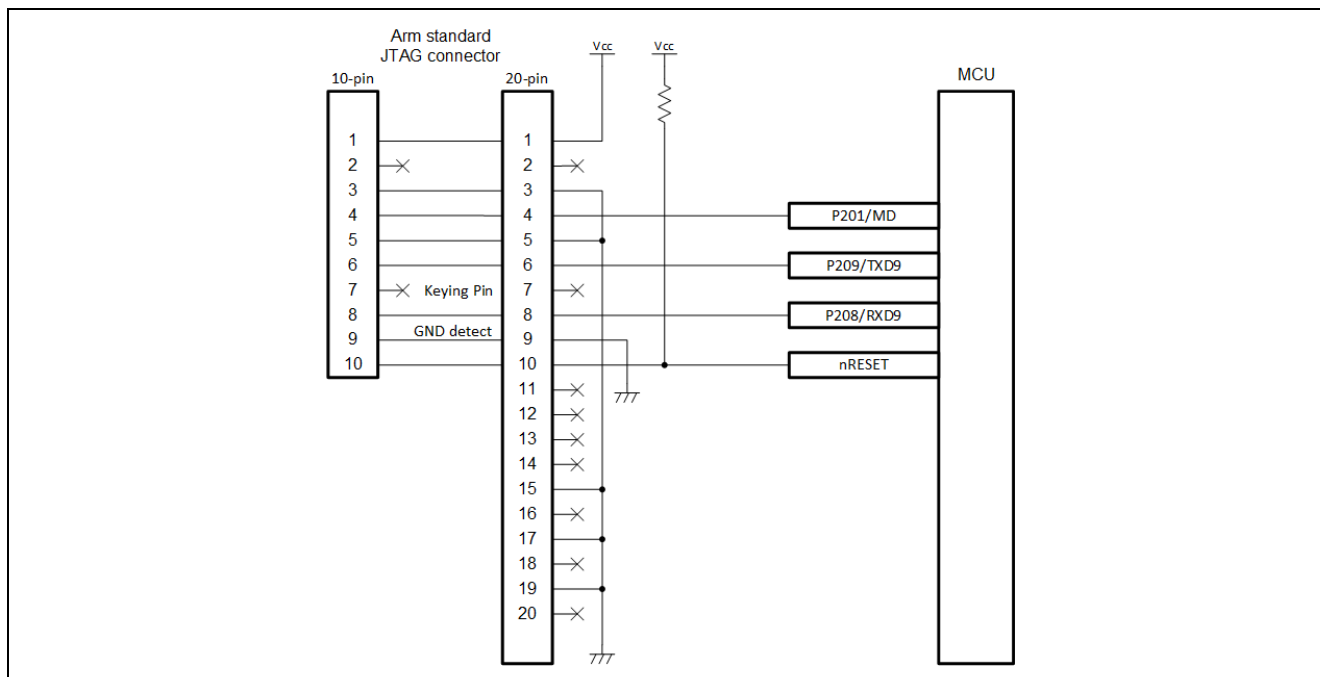 Arm standard
JTAG connector
10-pin
20-pin
Vcc
Vcc
MCU
1
1
2
2
3
3
4
4
P201/MD
5
5
6
6
P209/TXD9
7
Keying Pin
7
8
8
P208/RXD9
GND detect
9
9
10
10
nRESET
11
12
13
14
15
16
17
18
19
20